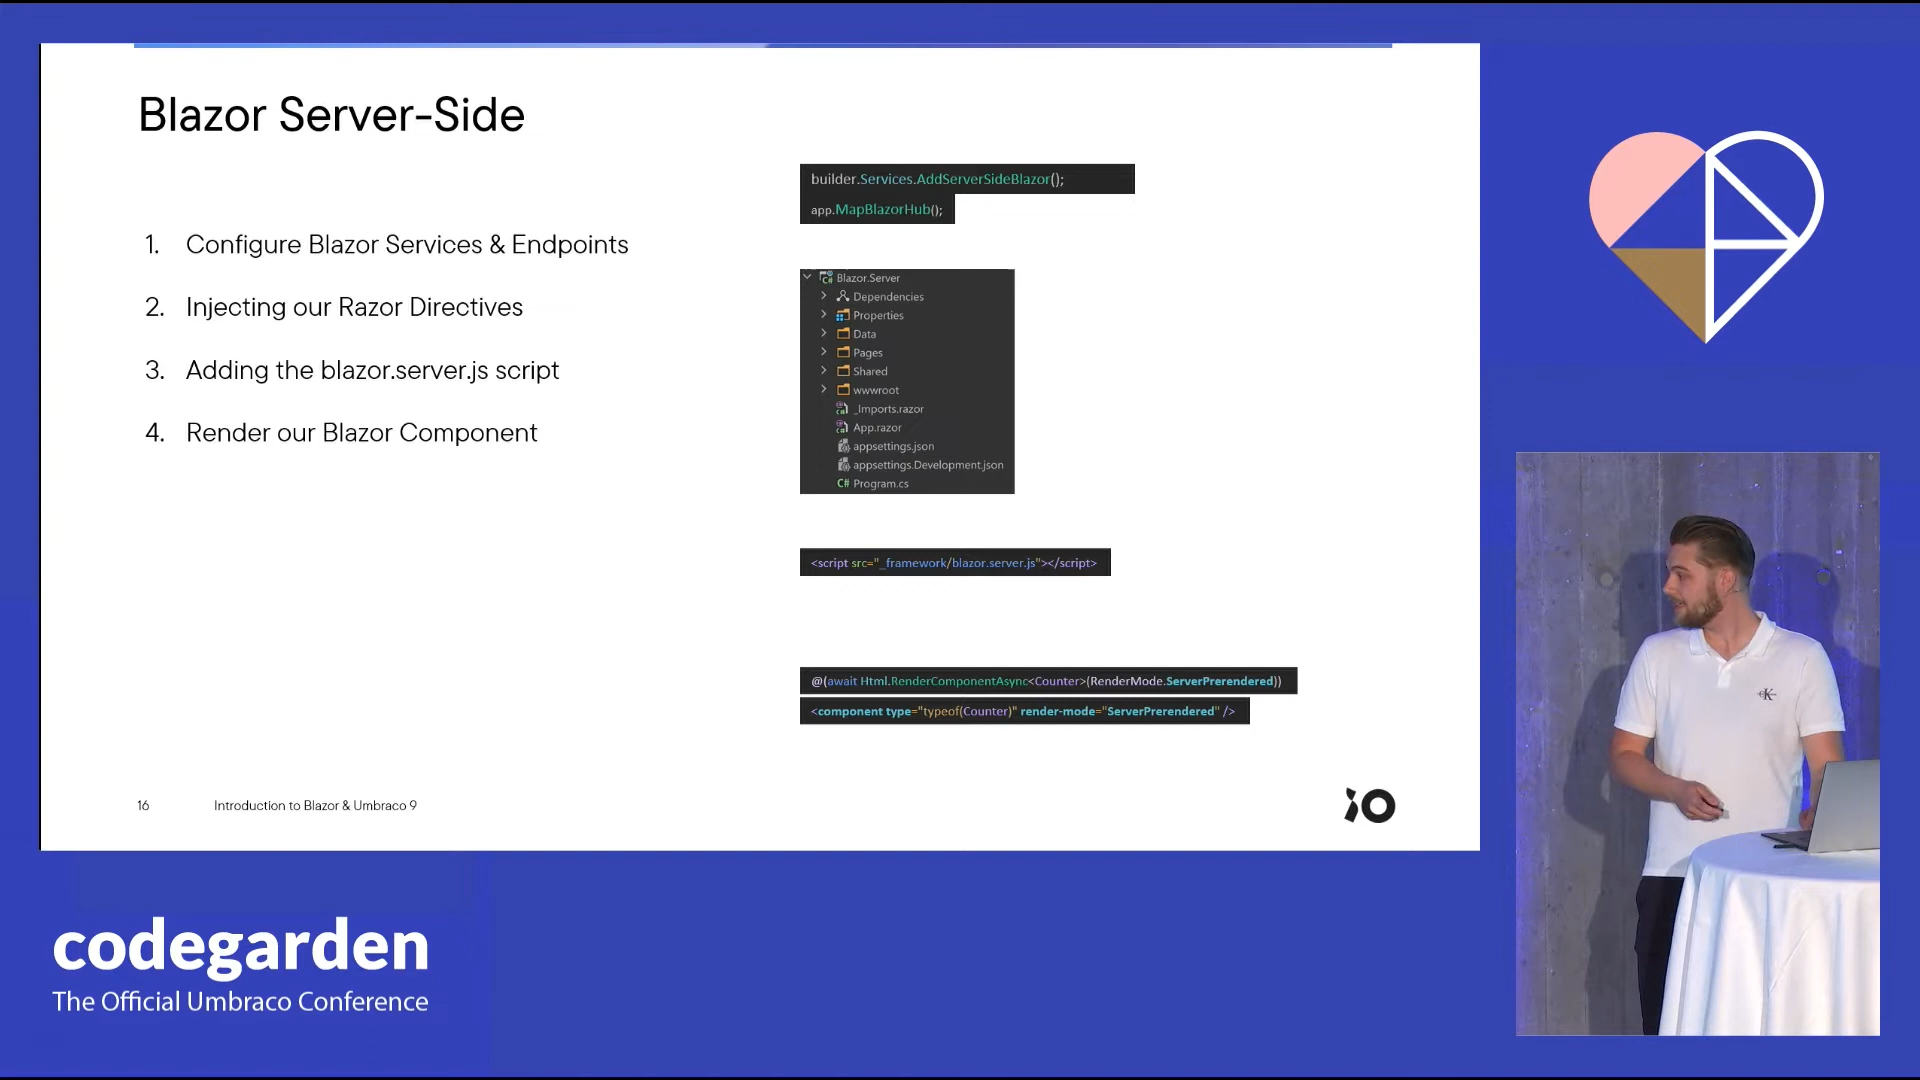 Blazor Server-Side
1. Configure Blazor Services & Endpoints
2. Injecting our Razor Directives
3. Adding the blazor.server.js script
4. Render our Blazor Component
builder.Services.AddServerSideBlazor();
app.MapBlazorHub();
Blazor.Server
Dependencies
Properties
Data
Pages
Shared
wwwroot
_Imports.razor
App.razor
appsettings.json
appsettings.Development.json
C# Program.cs
<script src="_framework/blazor.server.js"></script>
@(await Html.RenderComponentAsync<Counter>(RenderMode.ServerPrerendered))
<component type="typeof(Counter)" render-mode="ServerPrerendered" />
16
Introduction to Blazor & Umbraco 9
iO
codegarden
The Official Umbraco Conference
cK